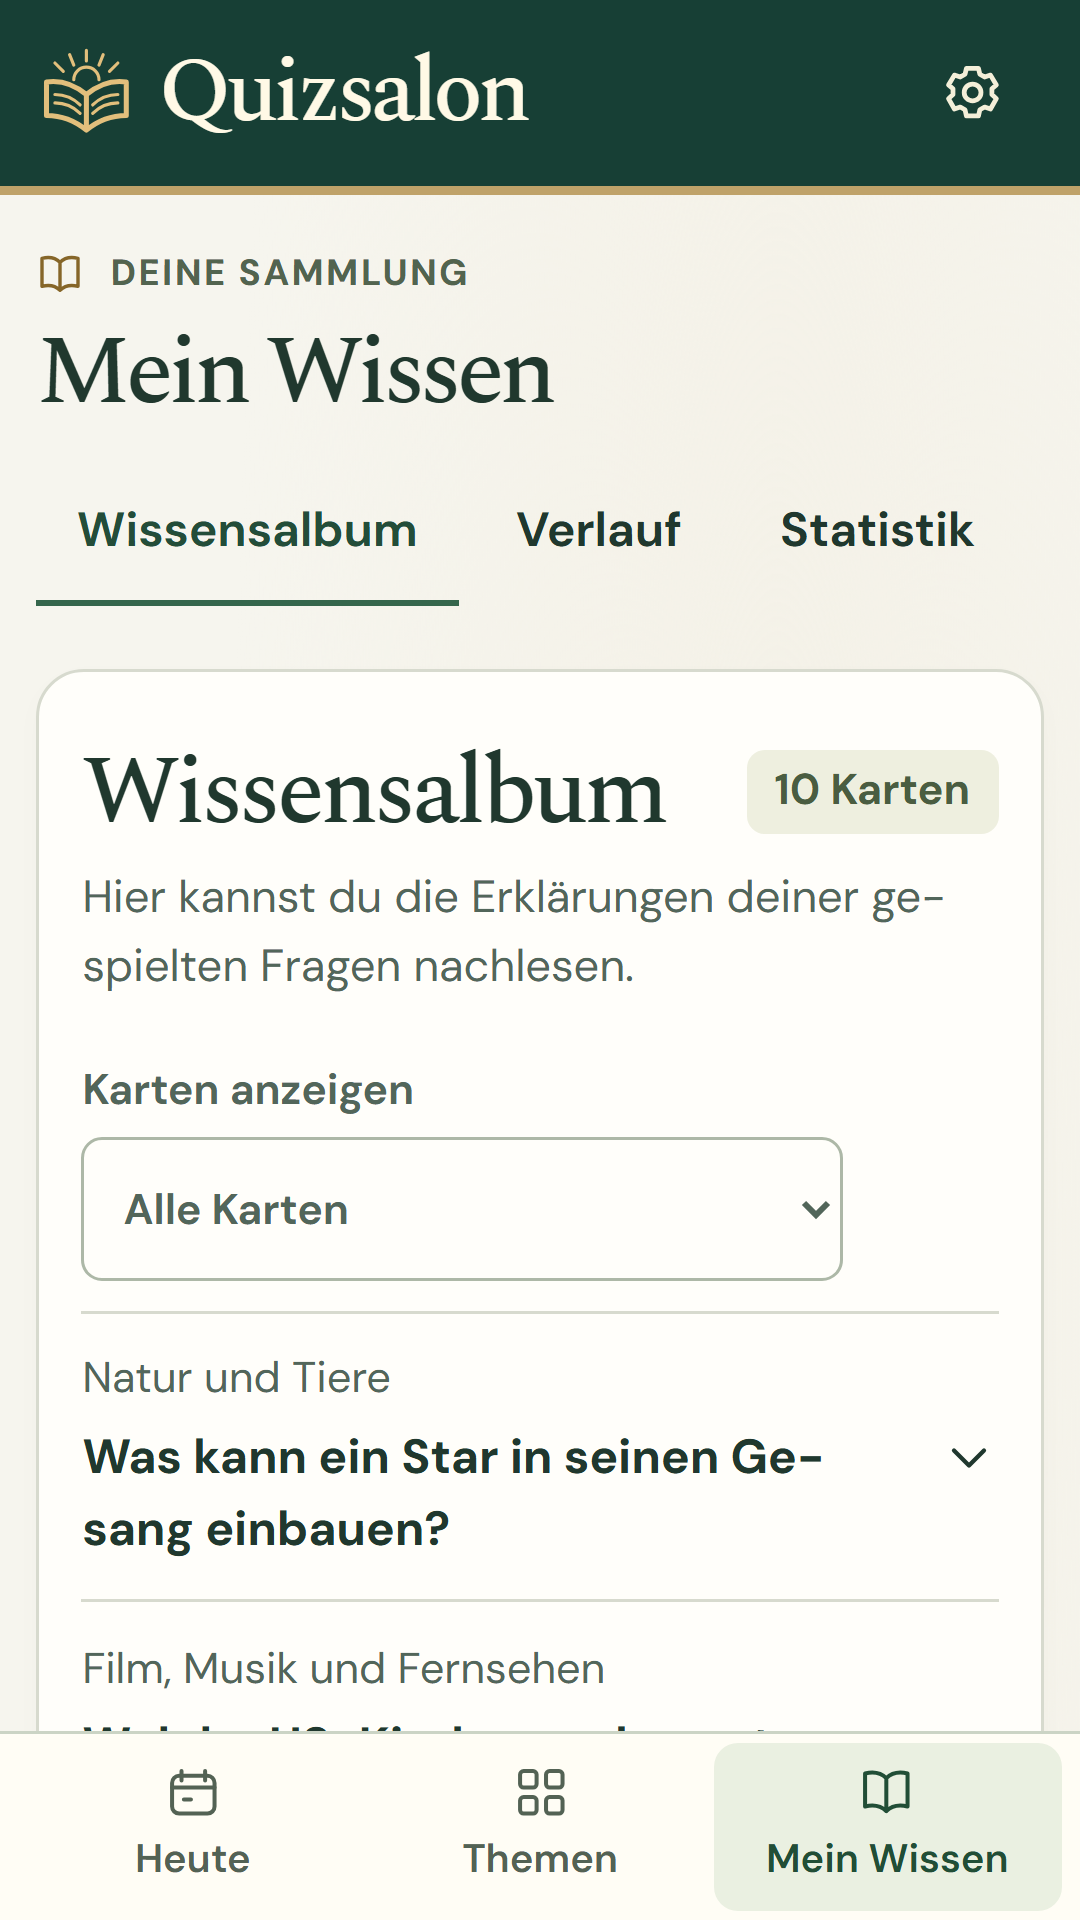 Quizsalon
DEINE SAMMLUNG
Mein Wissen
Wissensalbum
Verlauf
Statistik
Wissensalbum
10 Karten
Hier kannst du die Erklärungen deiner ge-
spielten Fragen nachlesen.
Karten anzeigen
Alle Karten
Natur und Tiere
Was kann ein Star in seinen Ge-
sang einbauen?
Film, Musik und Fernsehen
Heute
Themen
Mein Wissen